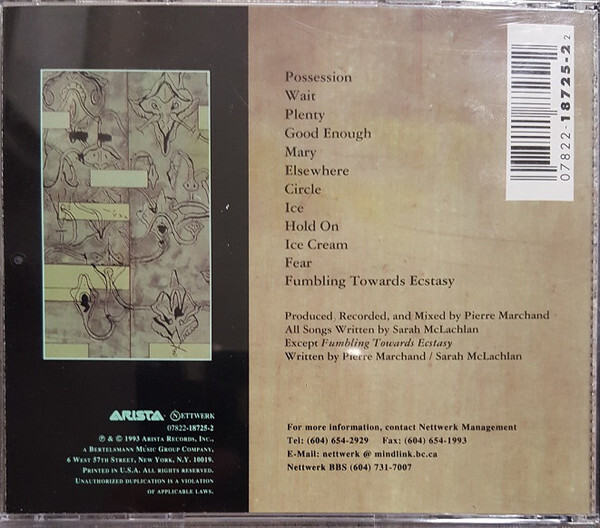 Possession
Wait
Plenty
Good Enough
Mary
Elsewhere
Circle
Ice
Hold On
Ice Cream
Fear
Fumbling Towards Ecstasy
Produced, Recorded, and Mixed by Pierre Marchand
All Songs Written by Sarah McLachlan
Except Fumbling Towards Ecstasy
Written by Pierre Marchand / Sarah McLachlan
For more information, contact Nettwerk Management
Tel: (604) 654-2929 Fax: (604) 654-1993
E-Mail: nettwerk @ mindlink.bc.ca
Nettwerk BBS (604) 731-7007
ARISTA NETTWERK
07822-18725-2
℗ & © 1993 Arista Records, Inc.,
a Bertelsmann Music Group Company,
6 West 57th Street, New York, N.Y. 10019.
Printed in U.S.A. All rights reserved.
Unauthorized duplication is a violation
of applicable laws.
07822-18725-2 2